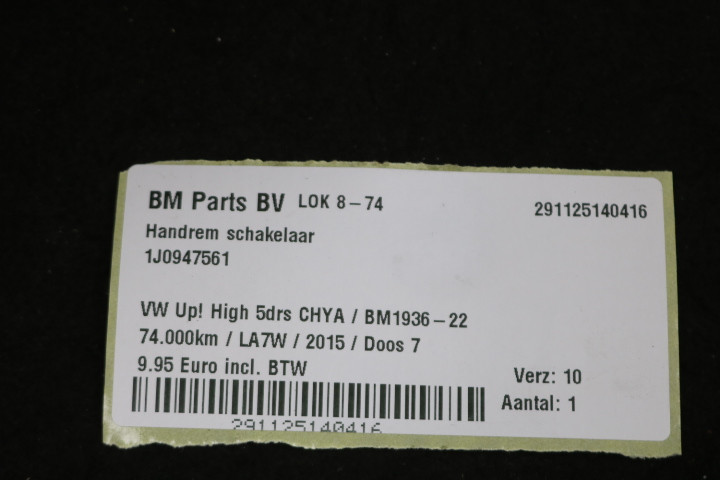 BM Parts BV LOK 8-74 291125140416
Handrem schakelaar
1J0947561
VW Up! High 5drs CHYA / BM1936-22
74.000km / LA7W / 2015 / Doos 7
9.95 Euro incl. BTW Verz: 10
Aantal: 1
291125140416